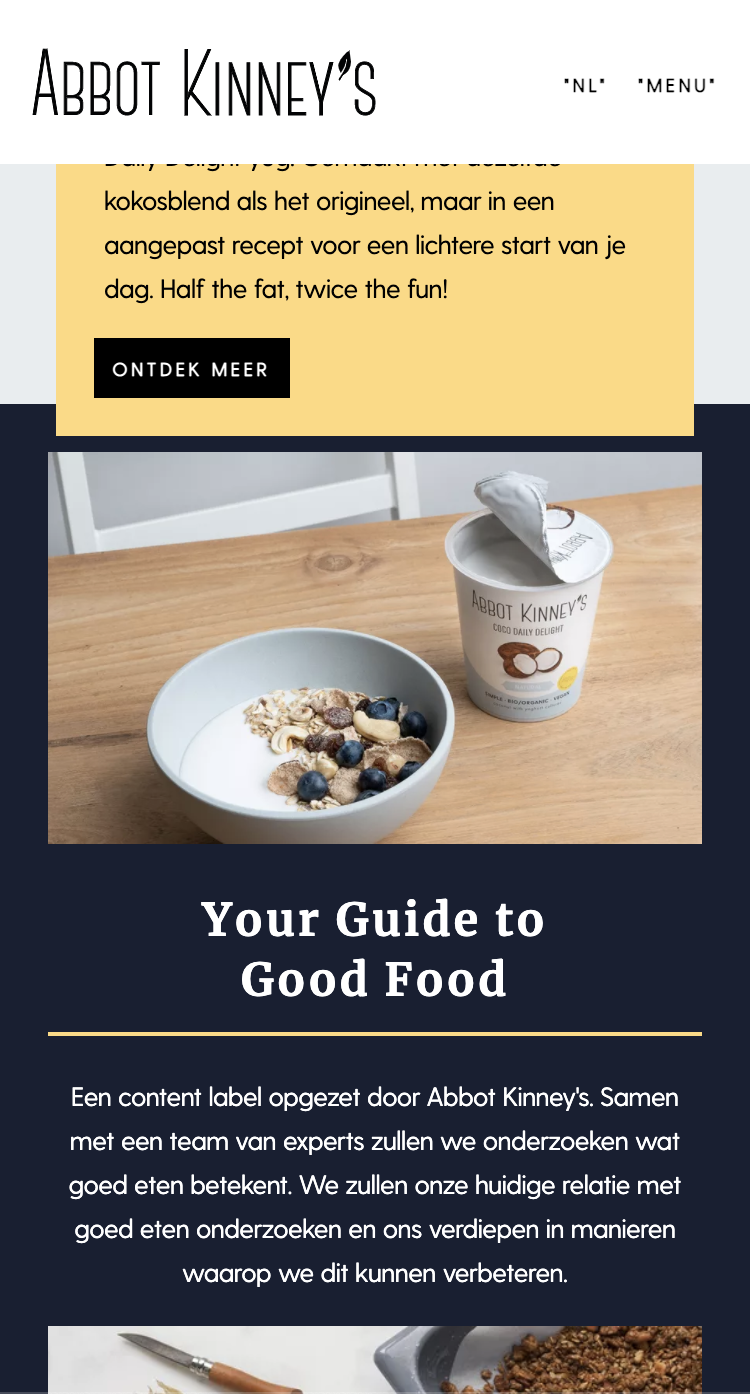 ABBOT KINNEY'S
"NL" "MENU"
kokosblend als het origineel, maar in een
aangepast recept voor een lichtere start van je
dag. Half the fat, twice the fun!
ONTDEK MEER
ABBOT KINNEY'S
COCO DAILY DELIGHT
SIMPLE · BIO/ORGANIC · VEGAN
Your Guide to
Good Food
Een content label opgezet door Abbot Kinney's. Samen
met een team van experts zullen we onderzoeken wat
goed eten betekent. We zullen onze huidige relatie met
goed eten onderzoeken en ons verdiepen in manieren
waarop we dit kunnen verbeteren.